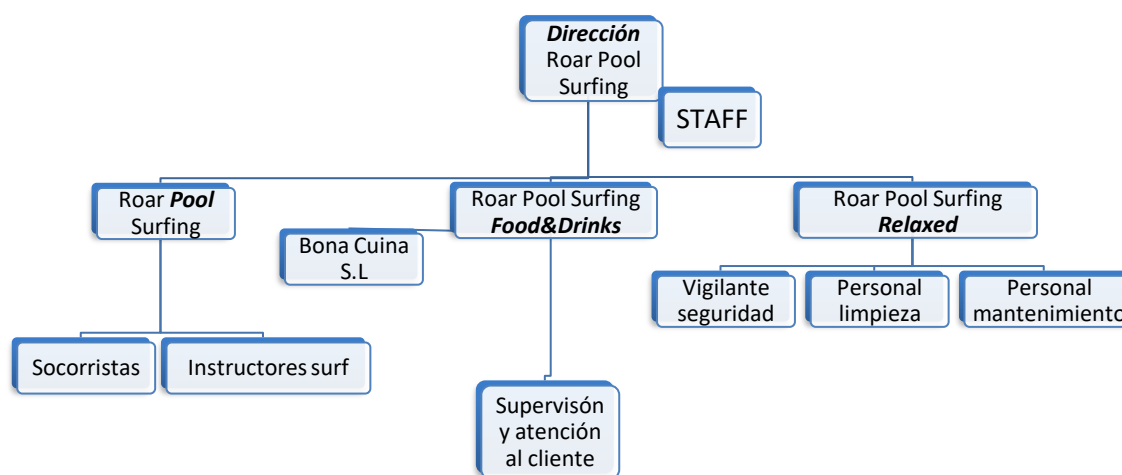 Dirección
Roar Pool
Surfing
STAFF
Roar Pool
Surfing
Roar Pool Surfing
Food&Drinks
Roar Pool Surfing
Relaxed
Bona Cuina
S.L
Vigilante
seguridad
Personal
limpieza
Personal
mantenimiento
Socorristas
Instructores surf
Supervisón
y atención
al cliente